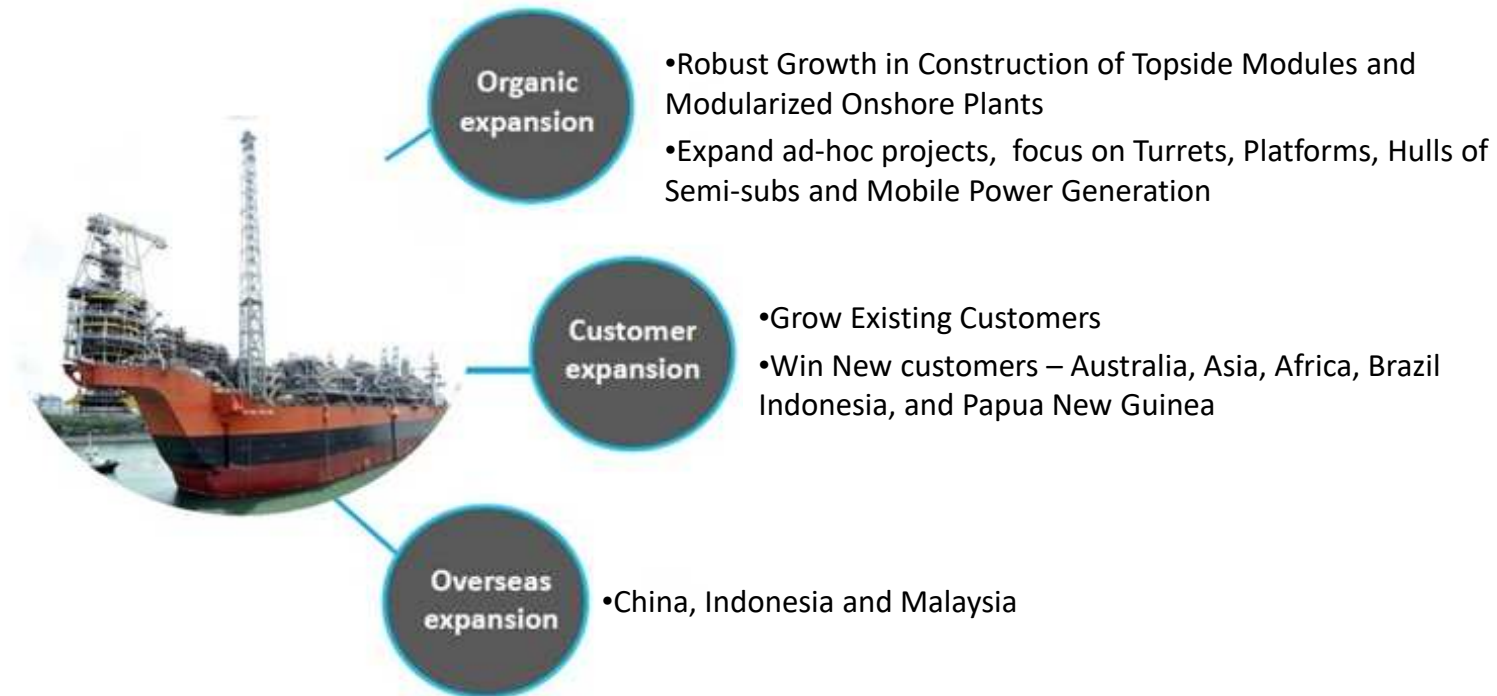 Organic
expansion
•Robust Growth in Construction of Topside Modules and
Modularized Onshore Plants
•Expand ad-hoc projects,  focus on Turrets, Platforms, Hulls of
Semi-subs and Mobile Power Generation
Customer
expansion
•Grow Existing Customers
•Win New customers – Australia, Asia, Africa, Brazil
Indonesia, and Papua New Guinea
Overseas
expansion
•China, Indonesia and Malaysia